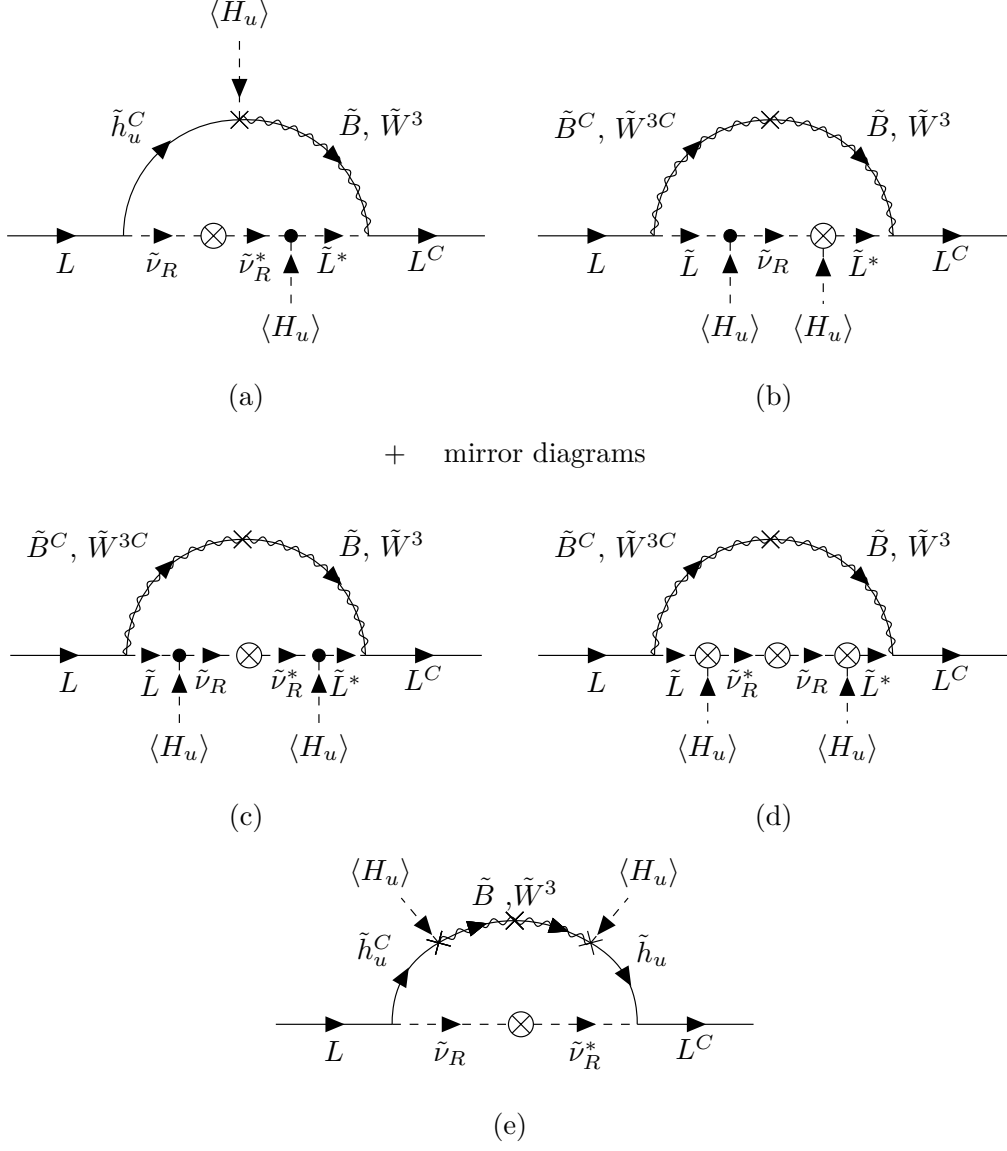 ⟨H_u⟩
h̃_u^C B̃, W̃^3 B̃^C, W̃^{3C} B̃, W̃^3
L ν̃_R ν̃_R^* L̃^* L^C L L̃ ν̃_R L̃^* L^C
⟨H_u⟩ ⟨H_u⟩ ⟨H_u⟩
(a) (b)
+ mirror diagrams
B̃^C, W̃^{3C} B̃, W̃^3 B̃^C, W̃^{3C} B̃, W̃^3
L L̃ ν̃_R ν̃_R^* L̃^* L^C L L̃ ν̃_R^* ν̃_R L̃^* L^C
⟨H_u⟩ ⟨H_u⟩ ⟨H_u⟩ ⟨H_u⟩
(c) (d)
⟨H_u⟩ B̃ ,W̃^3 ⟨H_u⟩
h̃_u^C h̃_u
L ν̃_R ν̃_R^* L^C
(e)